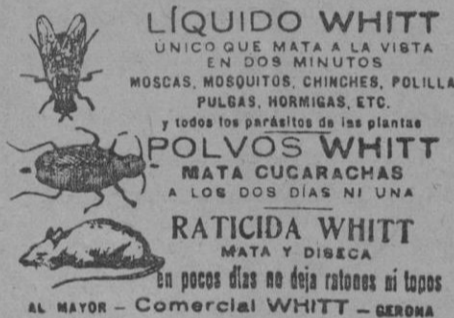 LÍQUIDO WHITT
ÚNICO QUE MATA A LA VISTA
EN DOS MINUTOS
MOSCAS, MOSQUITOS, CHINCHES, POLILLA
PULGAS, HORMIGAS, ETC.
y todos los parásitos de las plantas
POLVOS WHITT
MATA CUCARACHAS
A LOS DOS DÍAS NI UNA
RATICIDA WHITT
MATA Y DISECA
en pocos días no deja ratones ni topos
AL MAYOR – Comercial WHITT – GERONA